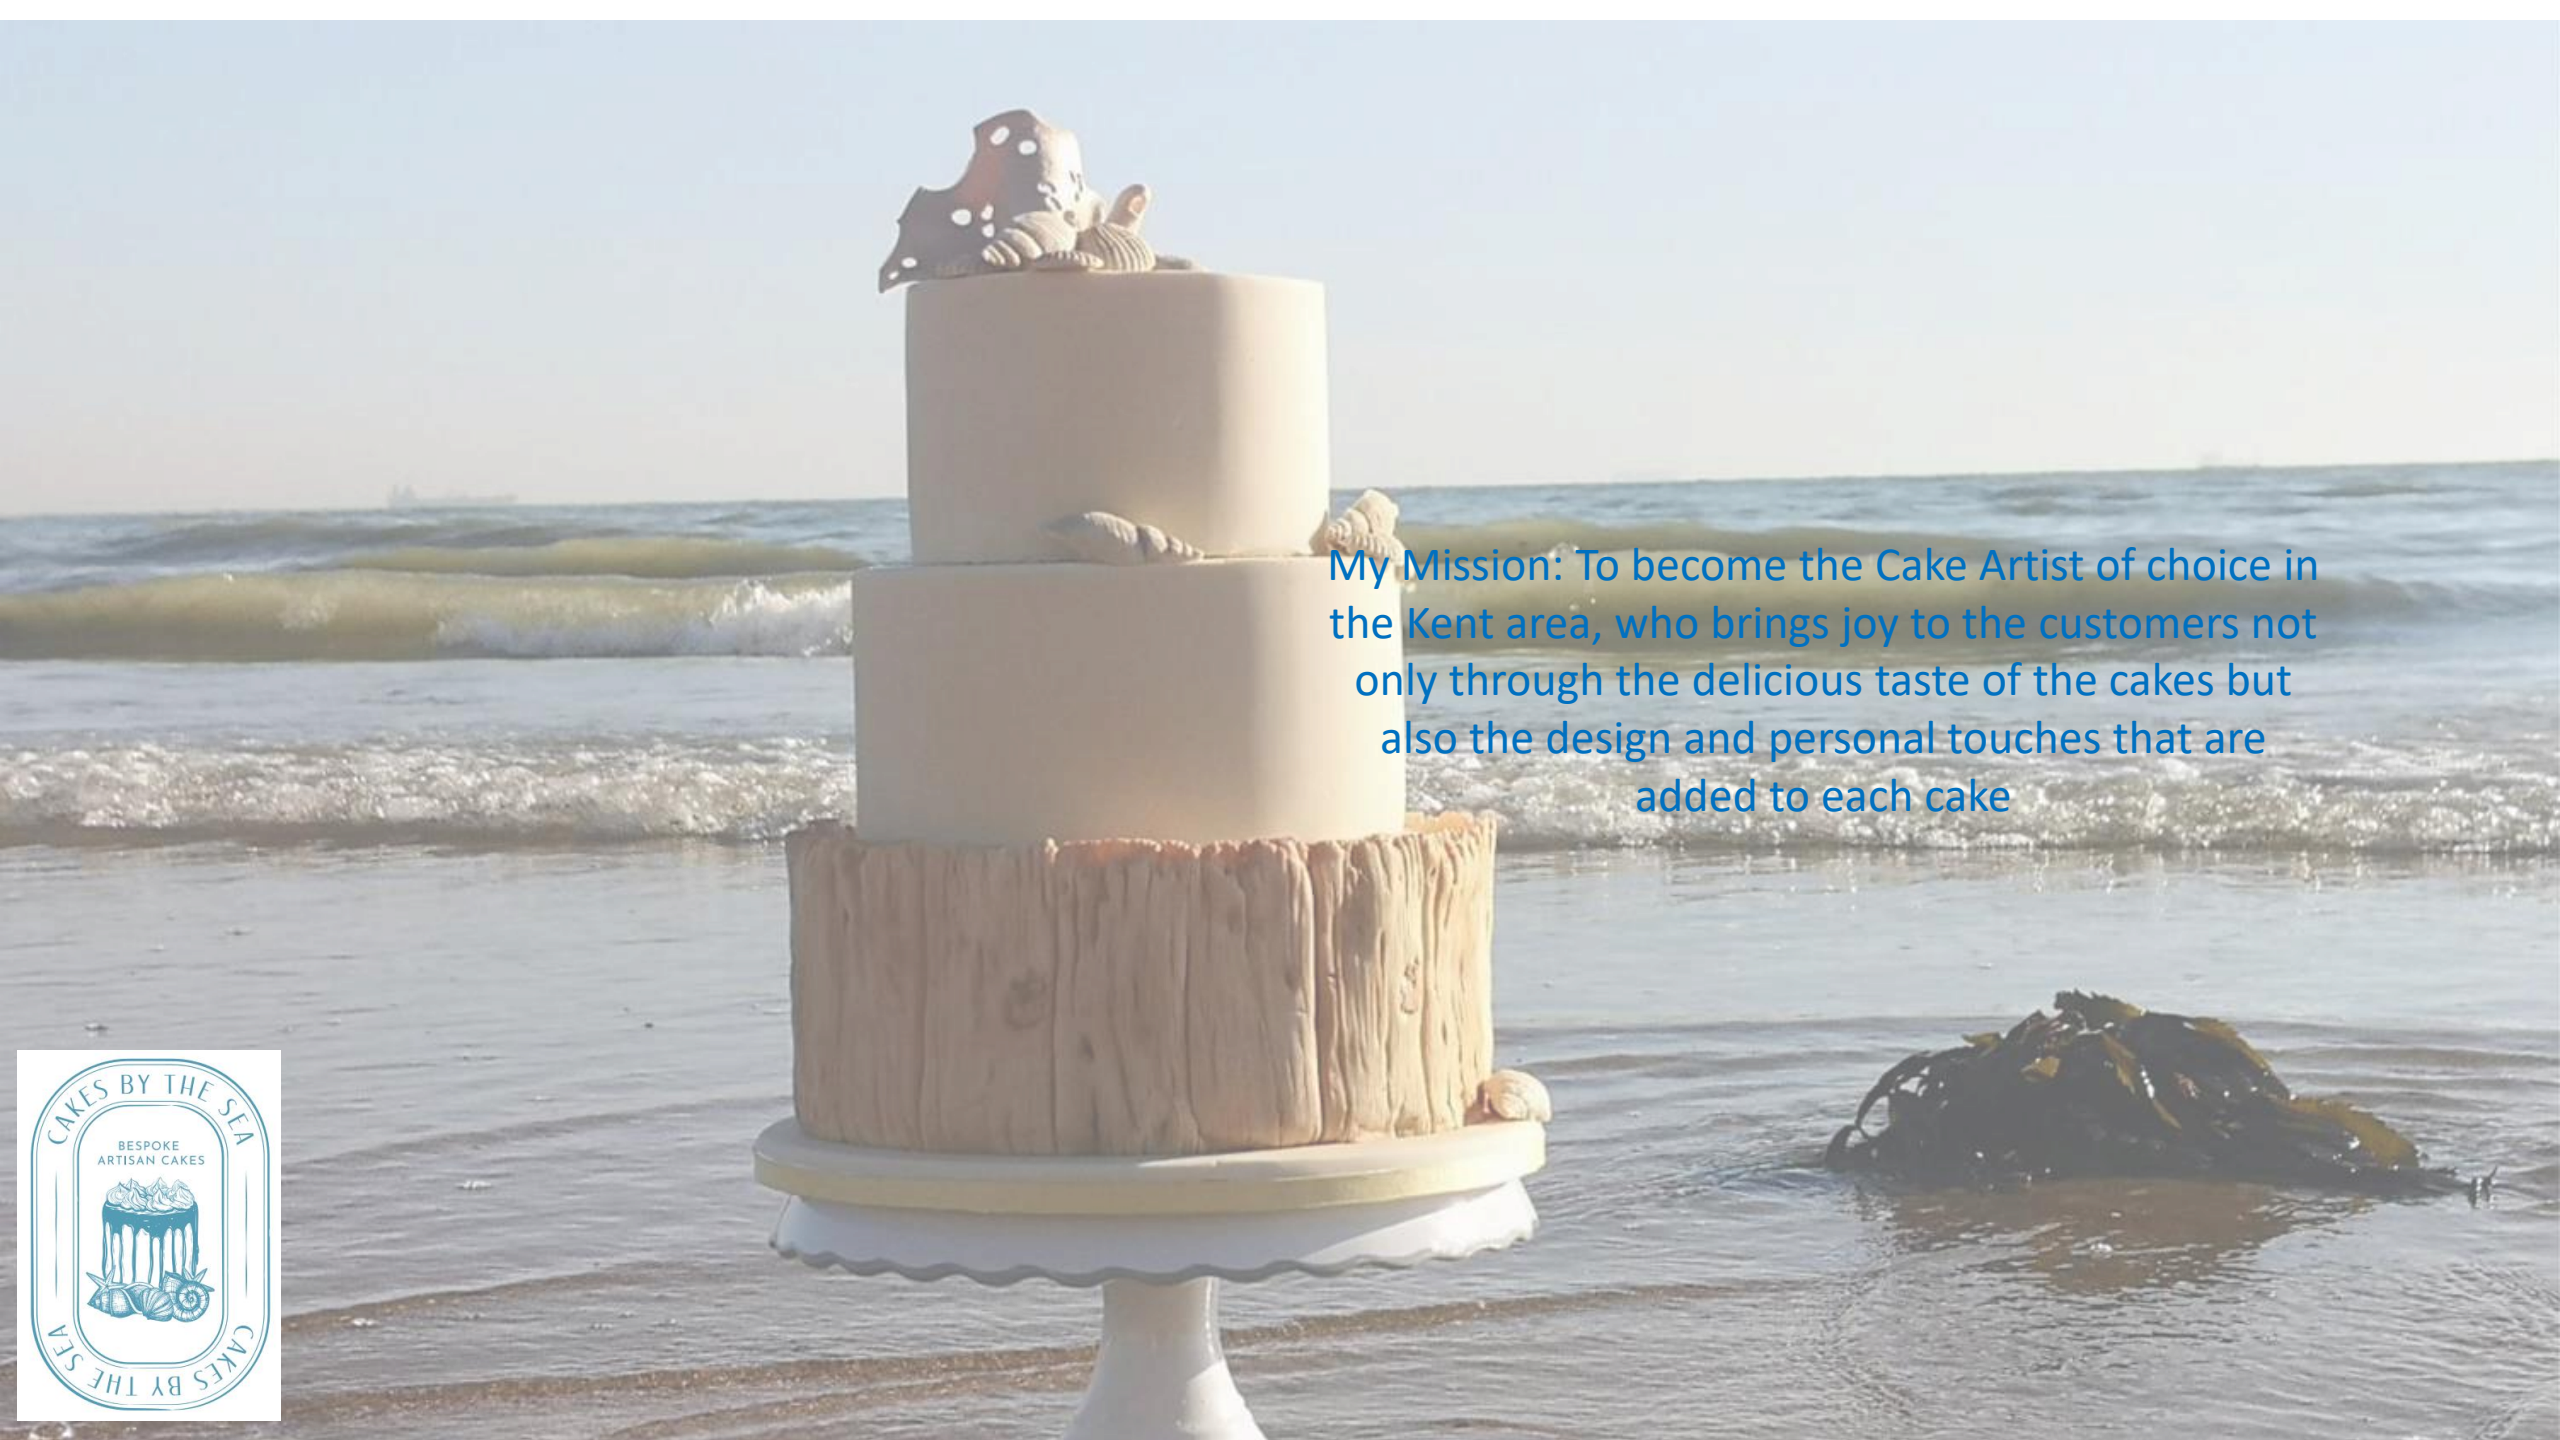 My Mission: To become the Cake Artist of choice in
the Kent area, who brings joy to the customers not
only through the delicious taste of the cakes but
also the design and personal touches that are
added to each cake
CAKES BY THE SEA
BESPOKE
ARTISAN CAKES
CAKES BY THE SEA